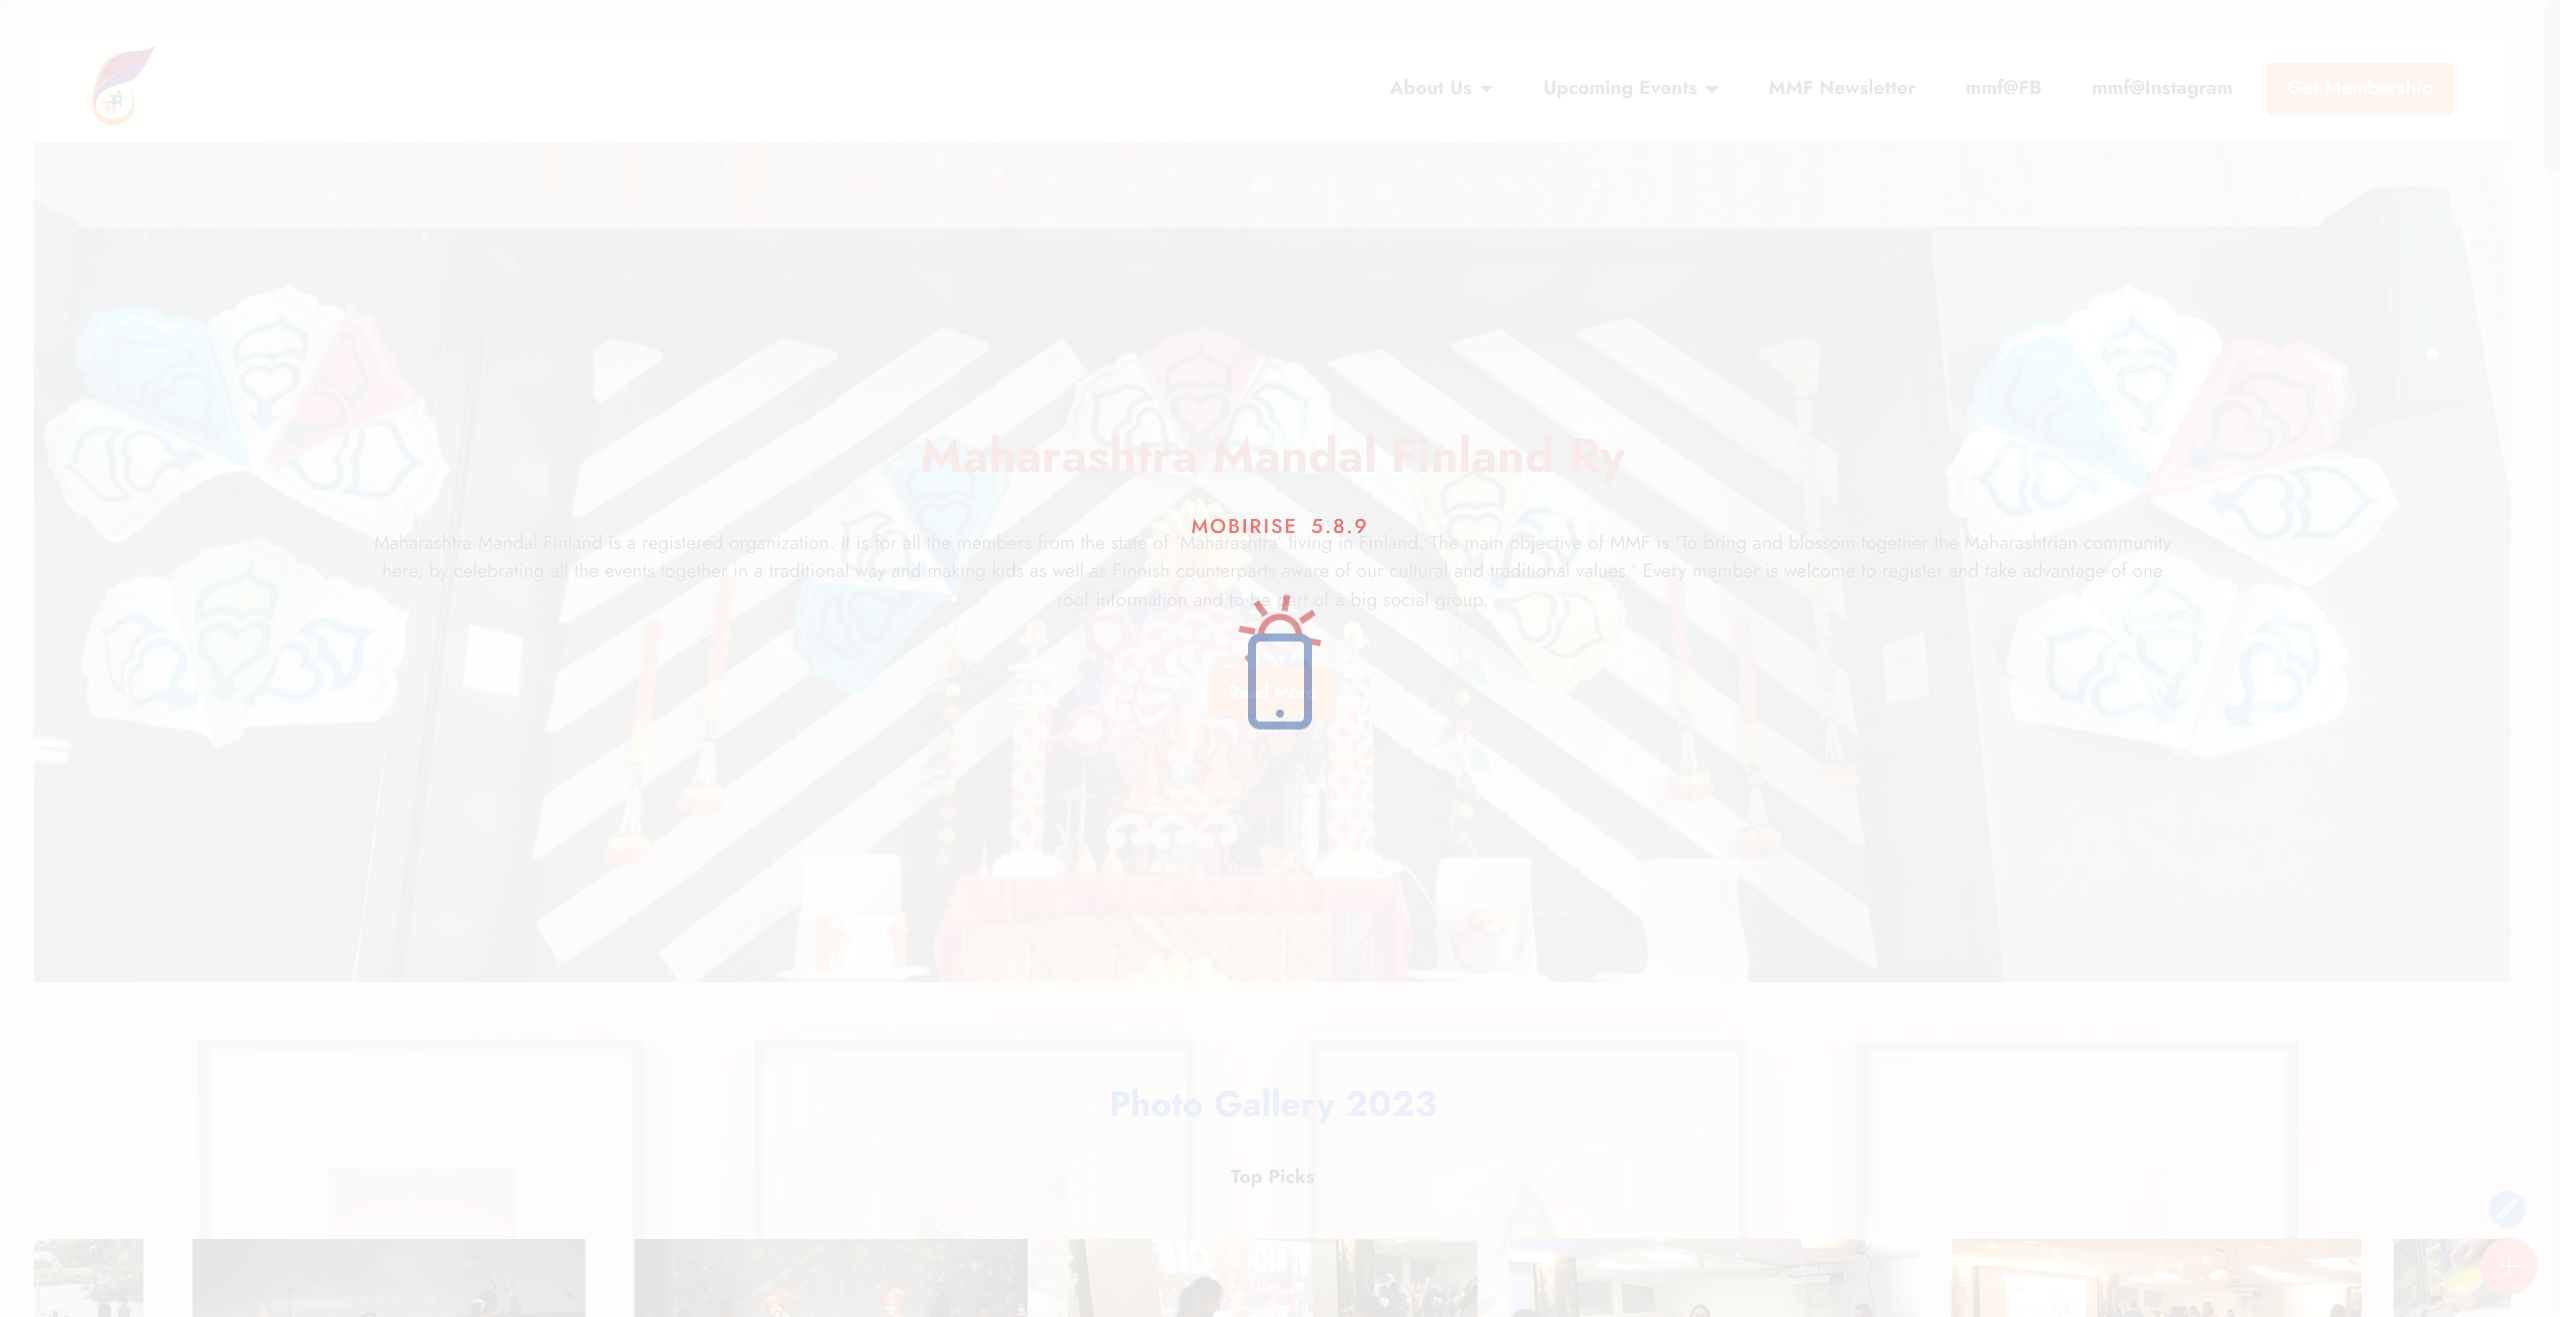 About Us
Upcoming Events
MMF Newsletter
mmf@FB
mmf@Instagram
Get Membership
Maharashtra Mandal Finland Ry
MOBIRISE 5.8.9
Maharashtra Mandal Finland is a registered organization. It is for all the members from the state of ‘Maharashtra’ living in Finland. The main objective of MMF is ‘To bring and blossom together the Maharashtrian community
here, by celebrating all the events together in a traditional way and making kids as well as Finnish counterparts aware of our cultural and traditional values.’ Every member is welcome to register and take advantage of one
roof information and to be part of a big social group.
Read More
Photo Gallery 2023
Top Picks